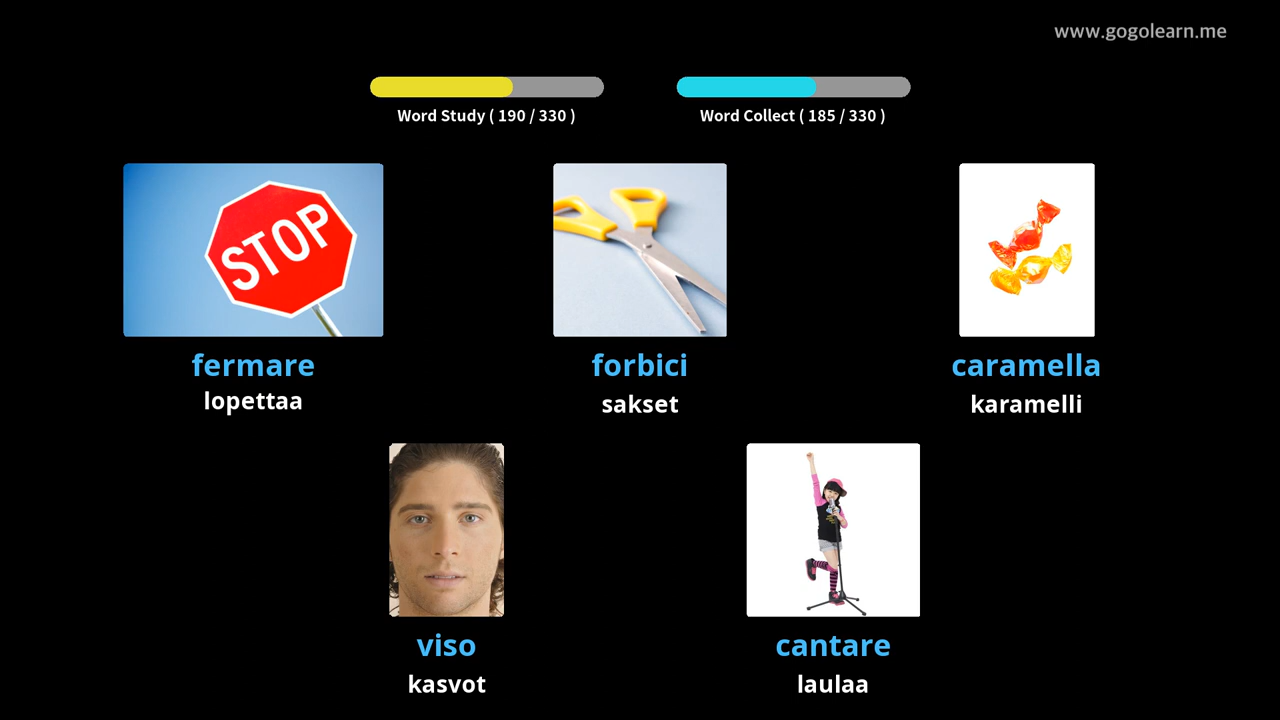 www.gogolearn.me
Word Study ( 190 / 330 )
Word Collect ( 185 / 330 )
STOP
fermare
lopettaa
forbici
sakset
caramella
karamelli
viso
kasvot
cantare
laulaa